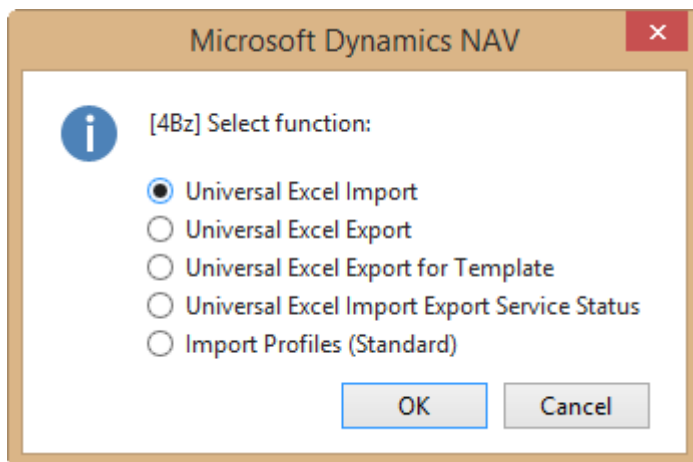 Microsoft Dynamics NAV
[4Bz] Select function:
Universal Excel Import
Universal Excel Export
Universal Excel Export for Template
Universal Excel Import Export Service Status
Import Profiles (Standard)
OK Cancel